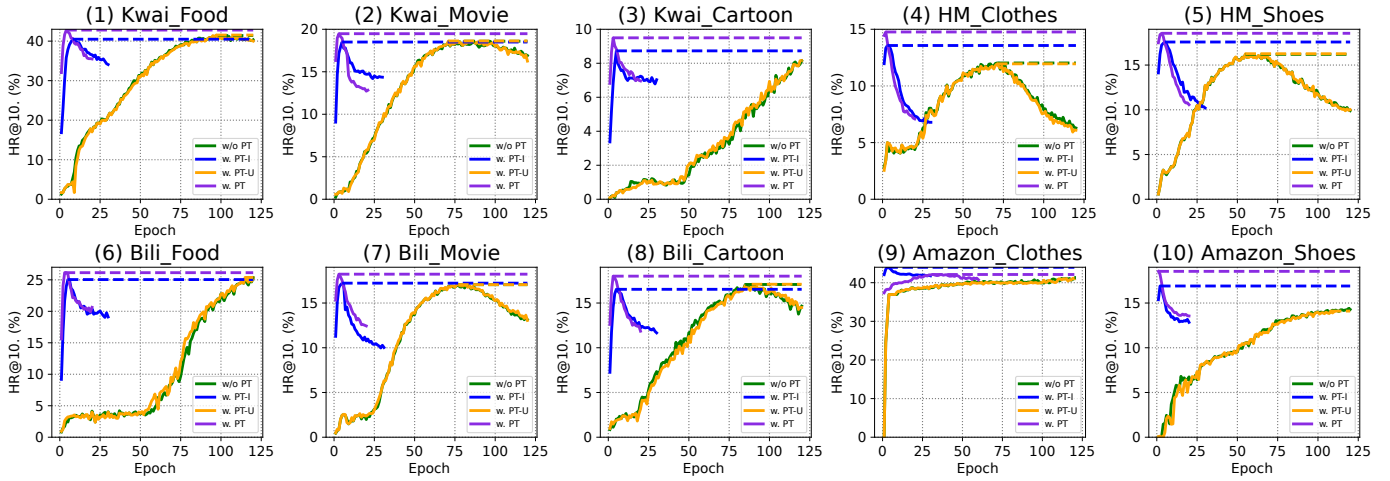 (1) Kwai_Food
HR@10. (%)
40
30
20
10
0
w/o PT
w. PT-I
w. PT-U
w. PT
0 25 50 75 100 125
Epoch
(2) Kwai_Movie
HR@10. (%)
20
15
10
5
0
w/o PT
w. PT-I
w. PT-U
w. PT
0 25 50 75 100 125
Epoch
(3) Kwai_Cartoon
HR@10. (%)
10
8
6
4
2
0
w/o PT
w. PT-I
w. PT-U
w. PT
0 25 50 75 100 125
Epoch
(4) HM_Clothes
HR@10. (%)
15
10
5
0
w/o PT
w. PT-I
w. PT-U
w. PT
0 25 50 75 100 125
Epoch
(5) HM_Shoes
HR@10. (%)
15
10
5
0
w/o PT
w. PT-I
w. PT-U
w. PT
0 25 50 75 100 125
Epoch
(6) Bili_Food
HR@10. (%)
25
20
15
10
5
0
w/o PT
w. PT-I
w. PT-U
w. PT
0 25 50 75 100 125
Epoch
(7) Bili_Movie
HR@10. (%)
15
10
5
0
w/o PT
w. PT-I
w. PT-U
w. PT
0 25 50 75 100 125
Epoch
(8) Bili_Cartoon
HR@10. (%)
15
10
5
0
w/o PT
w. PT-I
w. PT-U
w. PT
0 25 50 75 100 125
Epoch
(9) Amazon_Clothes
HR@10. (%)
40
30
20
10
0
w/o PT
w. PT-I
w. PT-U
w. PT
0 25 50 75 100 125
Epoch
(10) Amazon_Shoes
HR@10. (%)
15
10
5
0
w/o PT
w. PT-I
w. PT-U
w. PT
0 25 50 75 100 125
Epoch